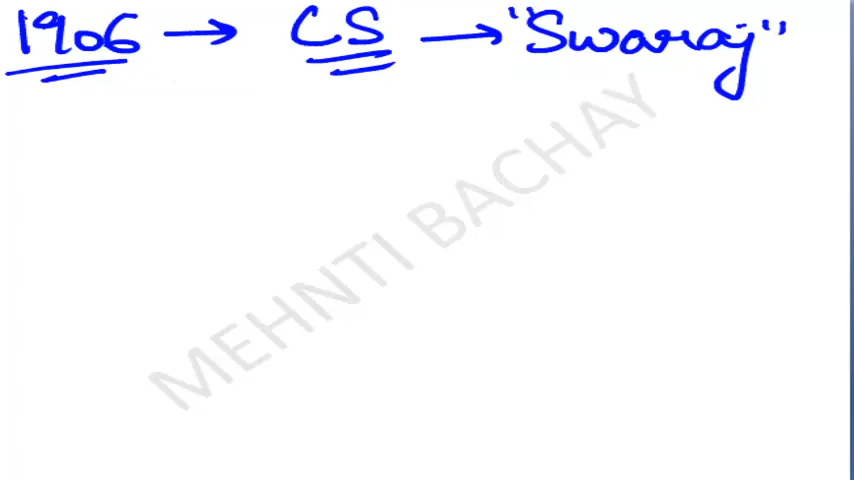 1906 → CS → "Swaraj"
MEHNTI BACHAY